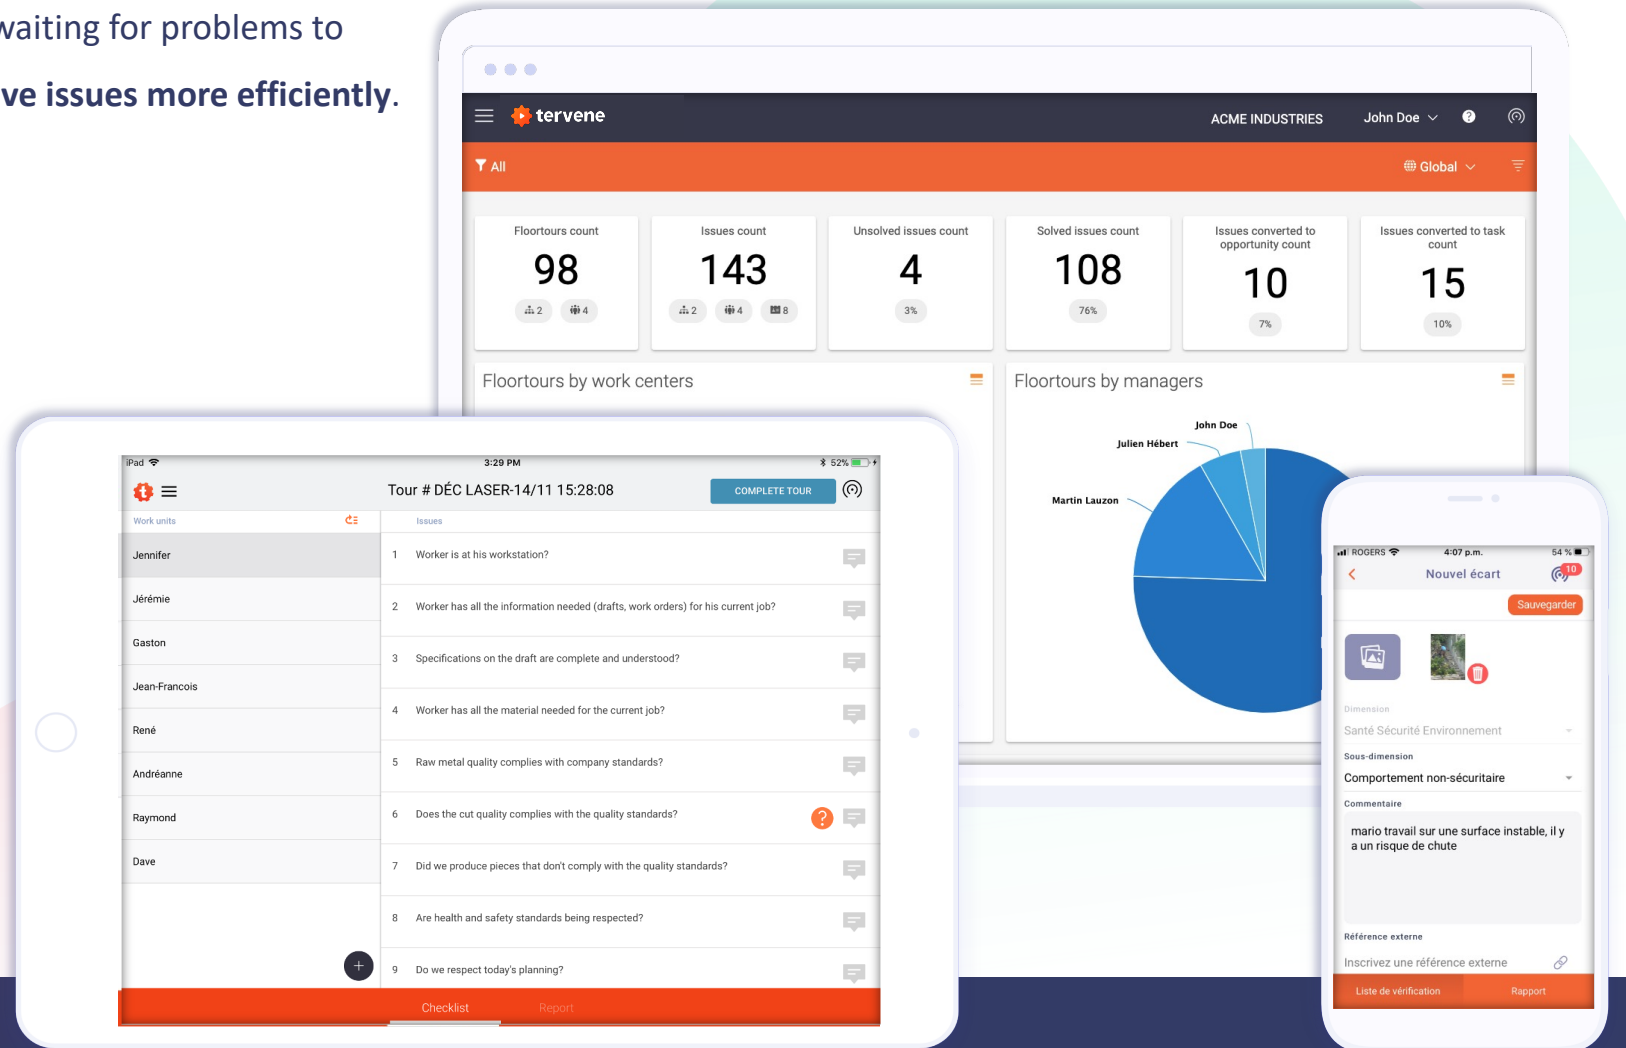 waiting for problems to
ve issues more efficiently.
tervene
ACME INDUSTRIES
John Doe
?
All
Global
Floortours count
98
2
4
Issues count
143
2
4
8
Unsolved issues count
4
3%
Solved issues count
108
76%
Issues converted to
opportunity count
10
7%
Issues converted to task
count
15
10%
Floortours by work centers
Floortours by managers
John Doe
Julien Hébert
Martin Lauzon
iPad
3:29 PM
52%
t
Tour # DÉC LASER-14/11 15:28:08
COMPLETE TOUR
Work units
Issues
Jennifer
Jérémie
Gaston
Jean-Francois
René
Andréanne
Raymond
Dave
+
1 Worker is at his workstation?
2 Worker has all the information needed (drafts, work orders) for his current job?
3 Specifications on the draft are complete and understood?
4 Worker has all the material needed for the current job?
5 Raw metal quality complies with company standards?
6 Does the cut quality complies with the quality standards?
?
7 Did we produce pieces that don't comply with the quality standards?
8 Are health and safety standards being respected?
9 Do we respect today's planning?
Checklist
Report
ROGERS
4:07 p.m.
54 %
Nouvel écart
10
Sauvegarder
Dimension
Santé Sécurité Environnement
Sous-dimension
Comportement non-sécuritaire
Commentaire
mario travail sur une surface instable, il y
a un risque de chute
Référence externe
Inscrivez une référence externe
Liste de vérification
Rapport